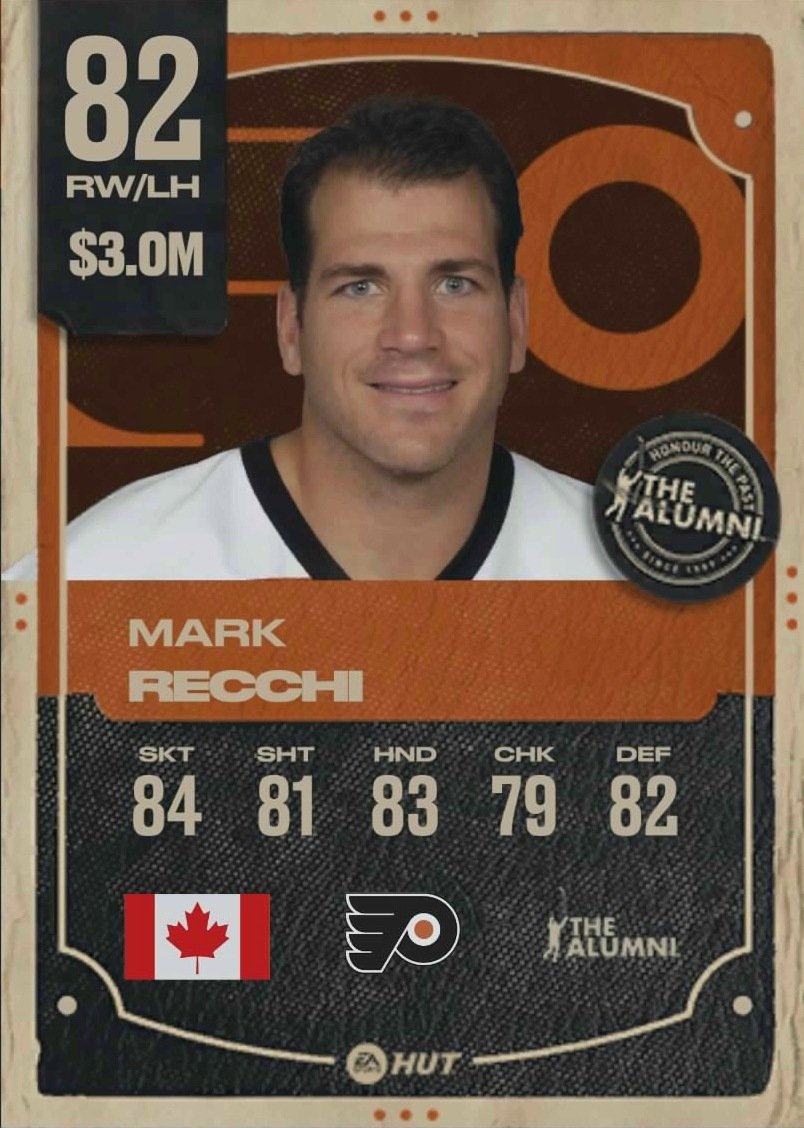 82
RW/LH
$3.0M
HONOUR THE PAST
THE
ALUMNI
MARK
RECCHI
SKT SHT HND CHK DEF
84 81 83 79 82
THE
ALUMNI
EA
HUT